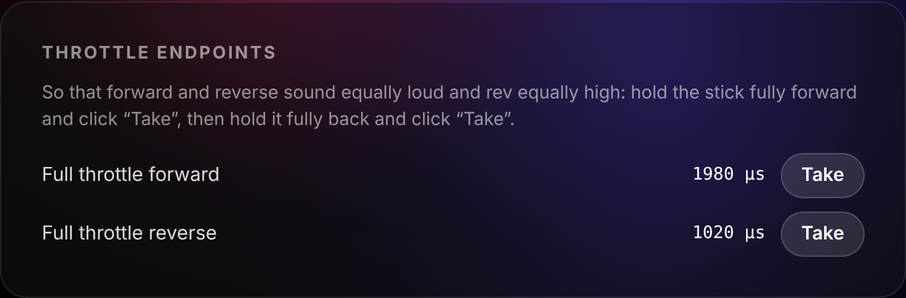 THROTTLE ENDPOINTS
So that forward and reverse sound equally loud and rev equally high: hold the stick fully forward
and click “Take”, then hold it fully back and click “Take”.
Full throttle forward 1980 µs Take
Full throttle reverse 1020 µs Take